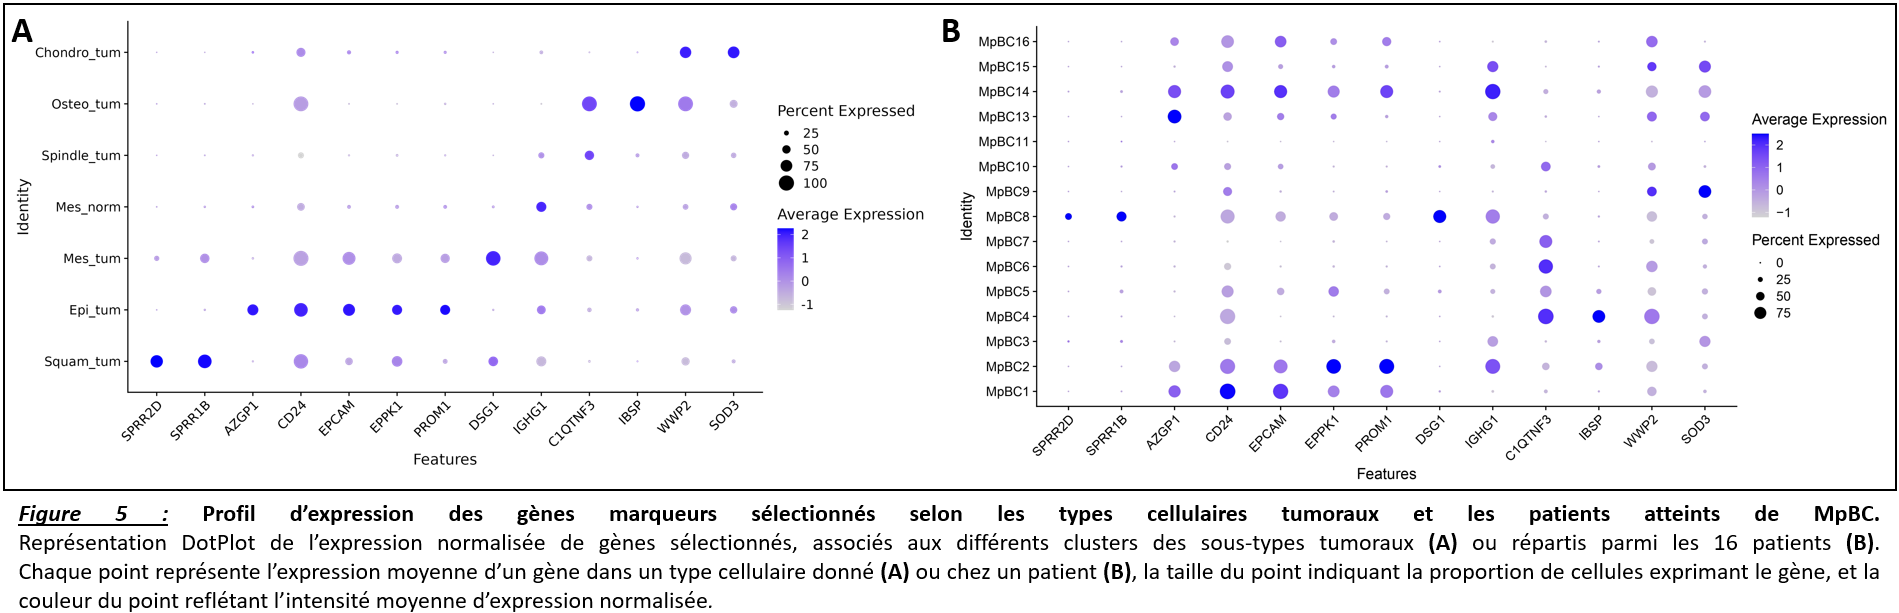 A
Chondro_tum
Osteo_tum
Spindle_tum
Mes_norm
Mes_tum
Epi_tum
Squam_tum
Identity
SPRR2D
SPRR1B
AZGP1
CD24
EPCAM
EPPK1
PROM1
DSG1
IGHG1
C1QTNF3
IBSP
WWP2
SOD3
Features
Percent Expressed
25
50
75
100
Average Expression
2
1
0
-1
B
MpBC16
MpBC15
MpBC14
MpBC13
MpBC11
MpBC10
MpBC9
MpBC8
MpBC7
MpBC6
MpBC5
MpBC4
MpBC3
MpBC2
MpBC1
Identity
SPRR2D
SPRR1B
AZGP1
CD24
EPCAM
EPPK1
PROM1
DSG1
IGHG1
C1QTNF3
IBSP
WWP2
SOD3
Features
Average Expression
2
1
0
−1
Percent Expressed
0
25
50
75
Figure 5 : Profil d’expression des gènes marqueurs sélectionnés selon les types cellulaires tumoraux et les patients atteints de MpBC.
Représentation DotPlot de l’expression normalisée de gènes sélectionnés, associés aux différents clusters des sous-types tumoraux (A) ou répartis parmi les 16 patients (B).
Chaque point représente l’expression moyenne d’un gène dans un type cellulaire donné (A) ou chez un patient (B), la taille du point indiquant la proportion de cellules exprimant le gène, et la
couleur du point reflétant l’intensité moyenne d’expression normalisée.